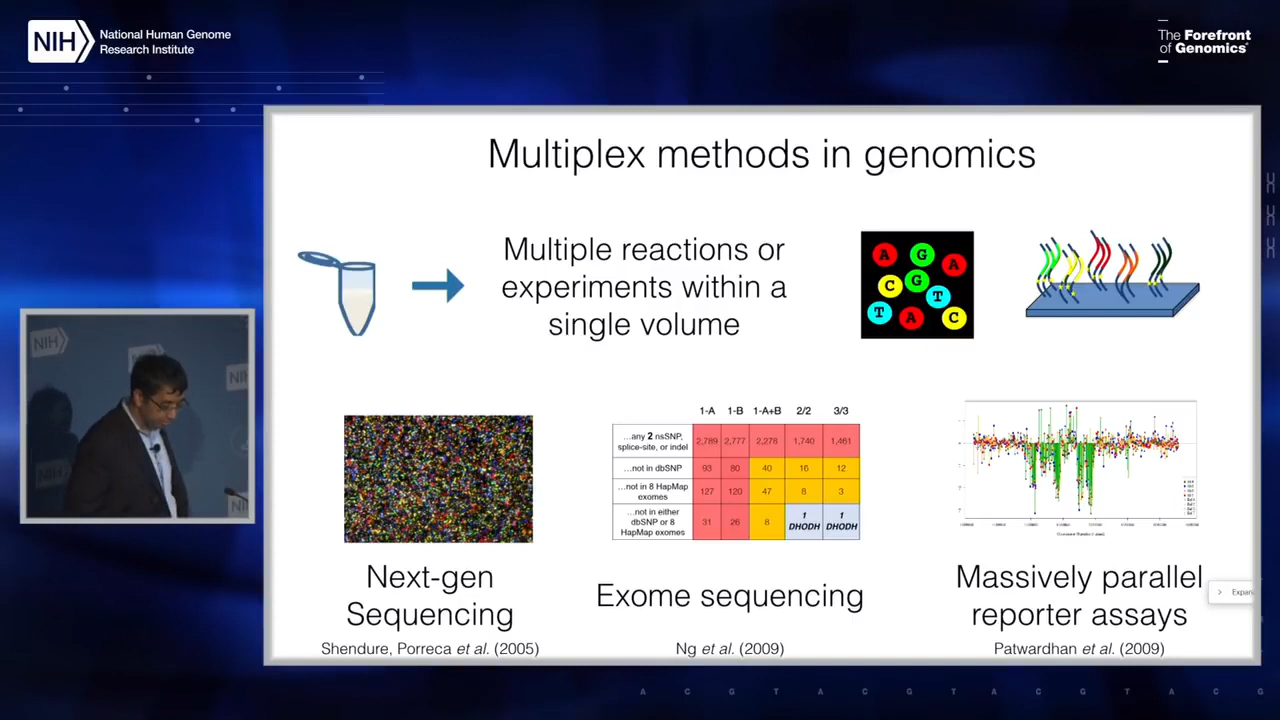 NIH
National Human Genome
Research Institute
The Forefront
of Genomics®
Multiplex methods in genomics
Multiple reactions or
experiments within a
single volume
A G A
C G T
T A C
1-A 1-B 1-A+B 2/2 3/3
...any 2 nsSNP,
splice-site, or indel
2,789 2,777 2,278 1,740 1,461
...not in dbSNP 93 80 40 16 12
...not in 8 HapMap
exomes
127 120 47 8 3
...not in either
dbSNP or 8
HapMap exomes
31 26 8 1 DHODH 1 DHODH
Next-gen
Sequencing
Shendure, Porreca et al. (2005)
Exome sequencing
Ng et al. (2009)
Massively parallel
reporter assays
Patwardhan et al. (2009)
Expan
NIH
NIH
NIH
A C G T A C G T A C G T A C G